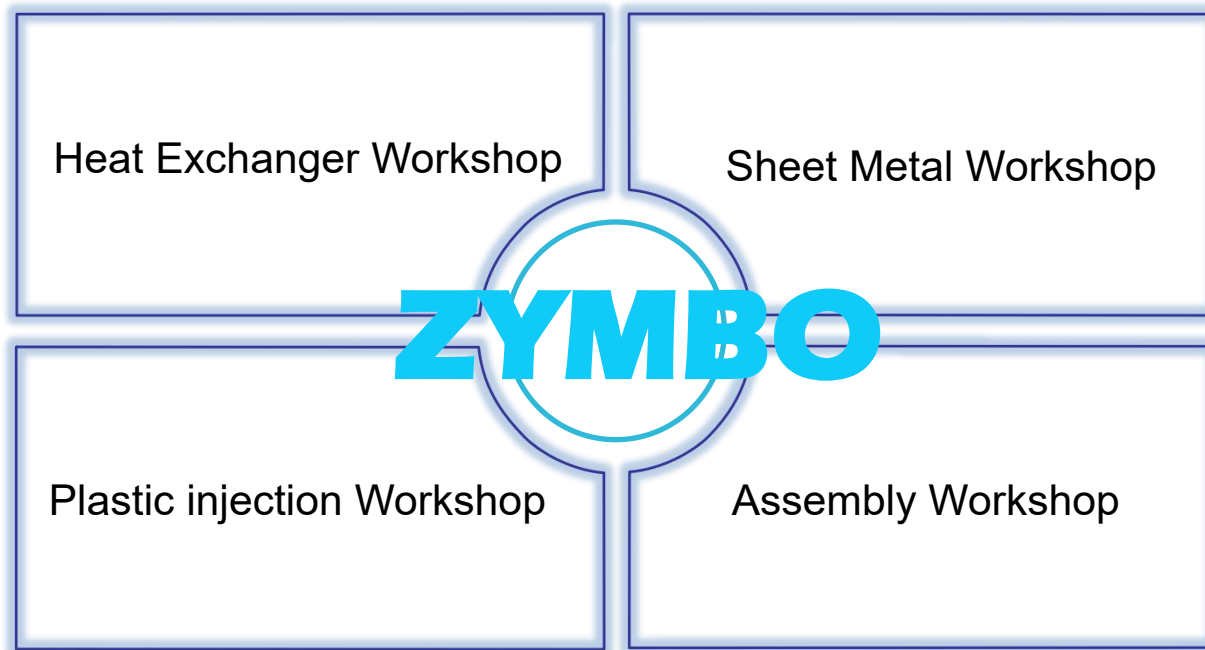 Heat Exchanger Workshop
Sheet Metal Workshop
ZYMBO
Plastic injection Workshop
Assembly Workshop